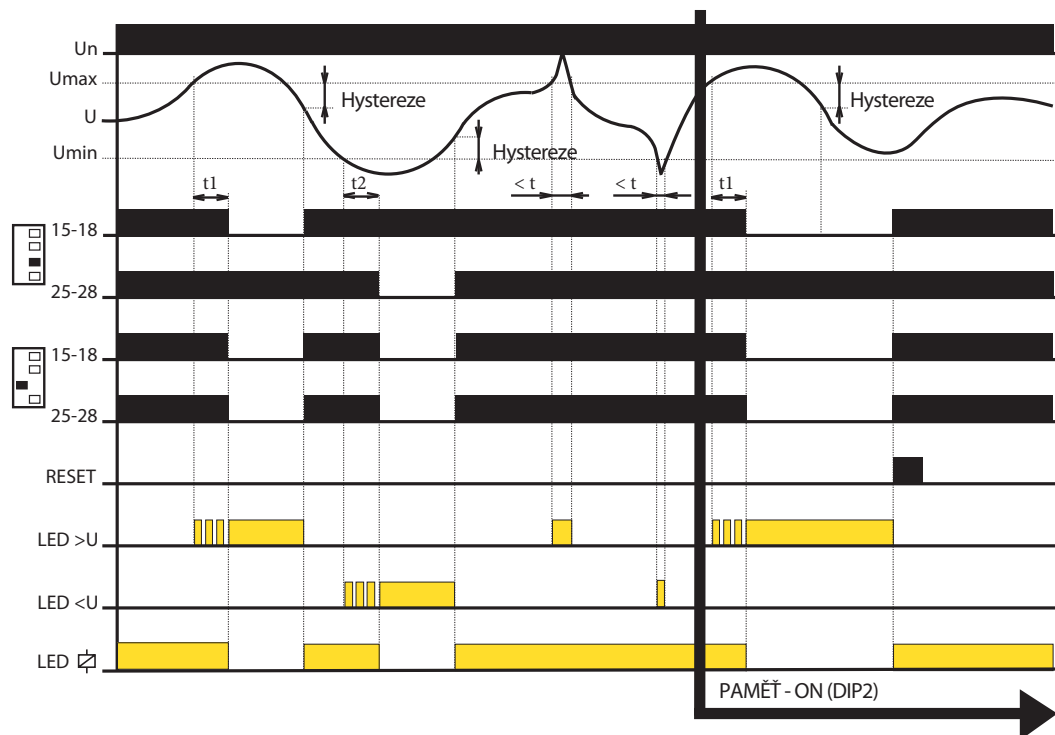 Un
Umax
Hystereze
Hystereze
U
Umin
Hystereze
t1
t2
< t
< t
t1
15-18
25-28
15-18
25-28
RESET
LED >U
LED <U
LED
PAMĚŤ - ON (DIP2)